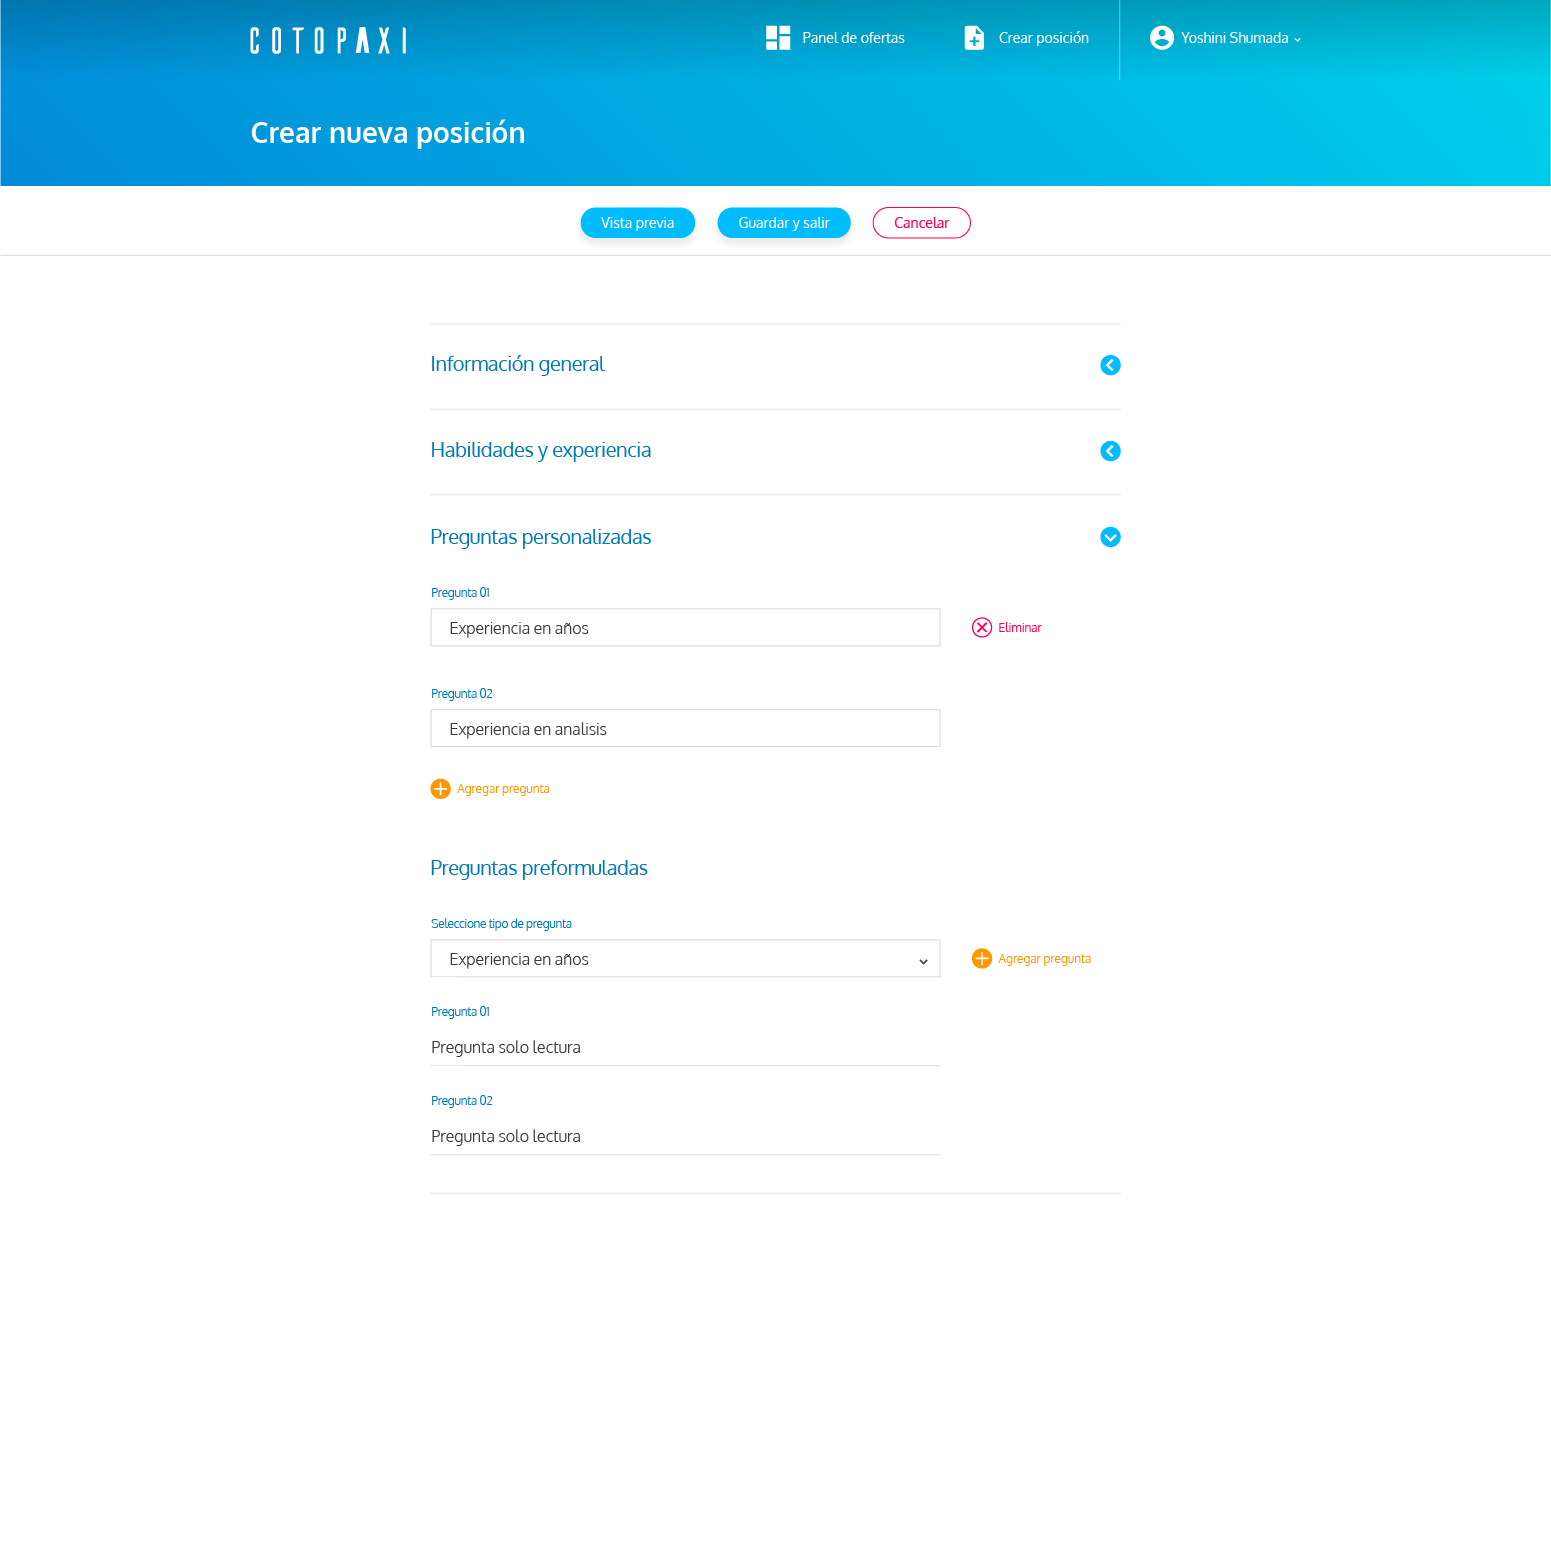 COTOPAXI
Panel de ofertas
Crear posición
Yoshini Shumada
Crear nueva posición
Vista previa
Guardar y salir
Cancelar
Información general
Habilidades y experiencia
Preguntas personalizadas
Pregunta 01
Experiencia en años
Eliminar
Pregunta 02
Experiencia en analisis
Agregar pregunta
Preguntas preformuladas
Seleccione tipo de pregunta
Experiencia en años
Agregar pregunta
Pregunta 01
Pregunta solo lectura
Pregunta 02
Pregunta solo lectura